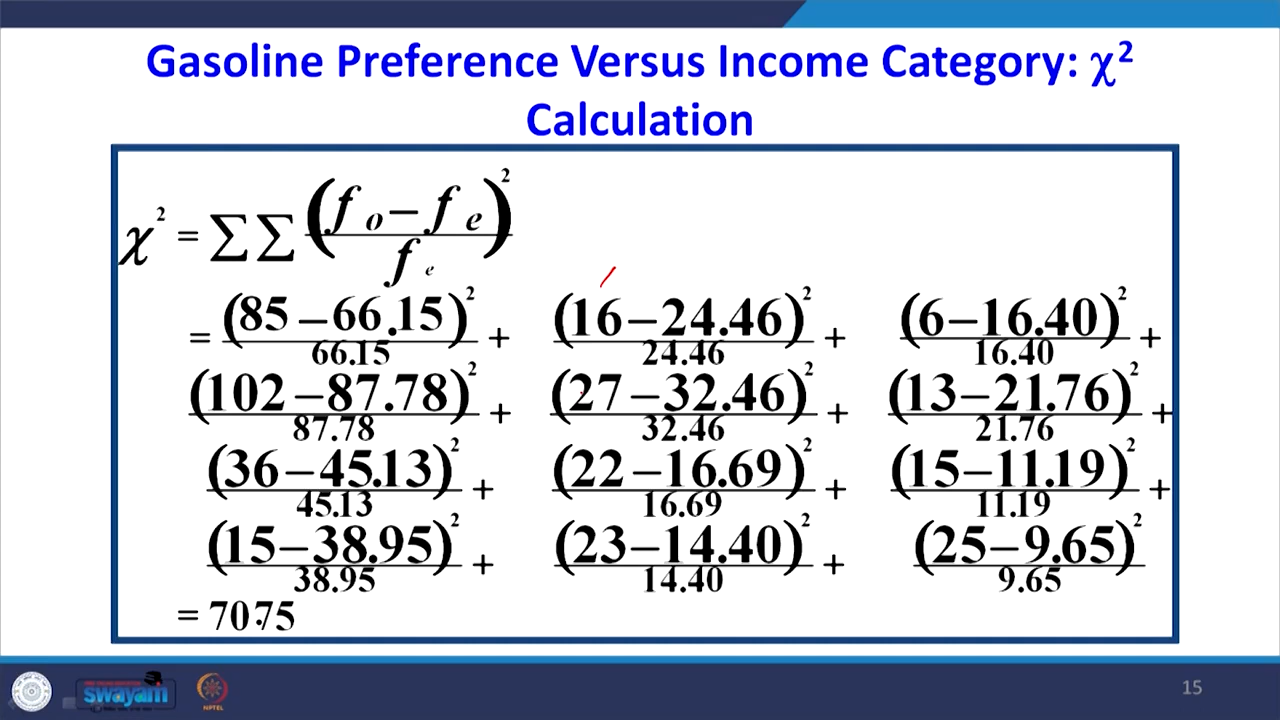 Gasoline Preference Versus Income Category: χ²
Calculation
χ² = ∑∑ (f o − f e)² / f e
= (85 − 66.15)² / 66.15 + (16 − 24.46)² / 24.46 + (6 − 16.40)² / 16.40 +
(102 − 87.78)² / 87.78 + (27 − 32.46)² / 32.46 + (13 − 21.76)² / 21.76 +
(36 − 45.13)² / 45.13 + (22 − 16.69)² / 16.69 + (15 − 11.19)² / 11.19 +
(15 − 38.95)² / 38.95 + (23 − 14.40)² / 14.40 + (25 − 9.65)² / 9.65
= 70.75
swayam
NPTEL
15